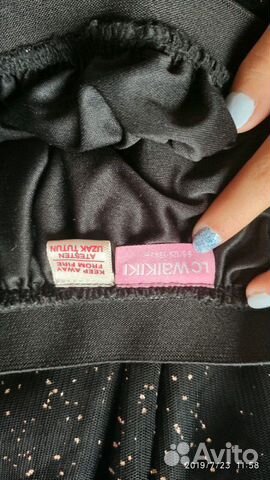 KEEP AWAY
FROM FIRE
ATEŞTEN
UZAK TUTUN
LC WAIKIKI
Avito
2019/7/23 11:58